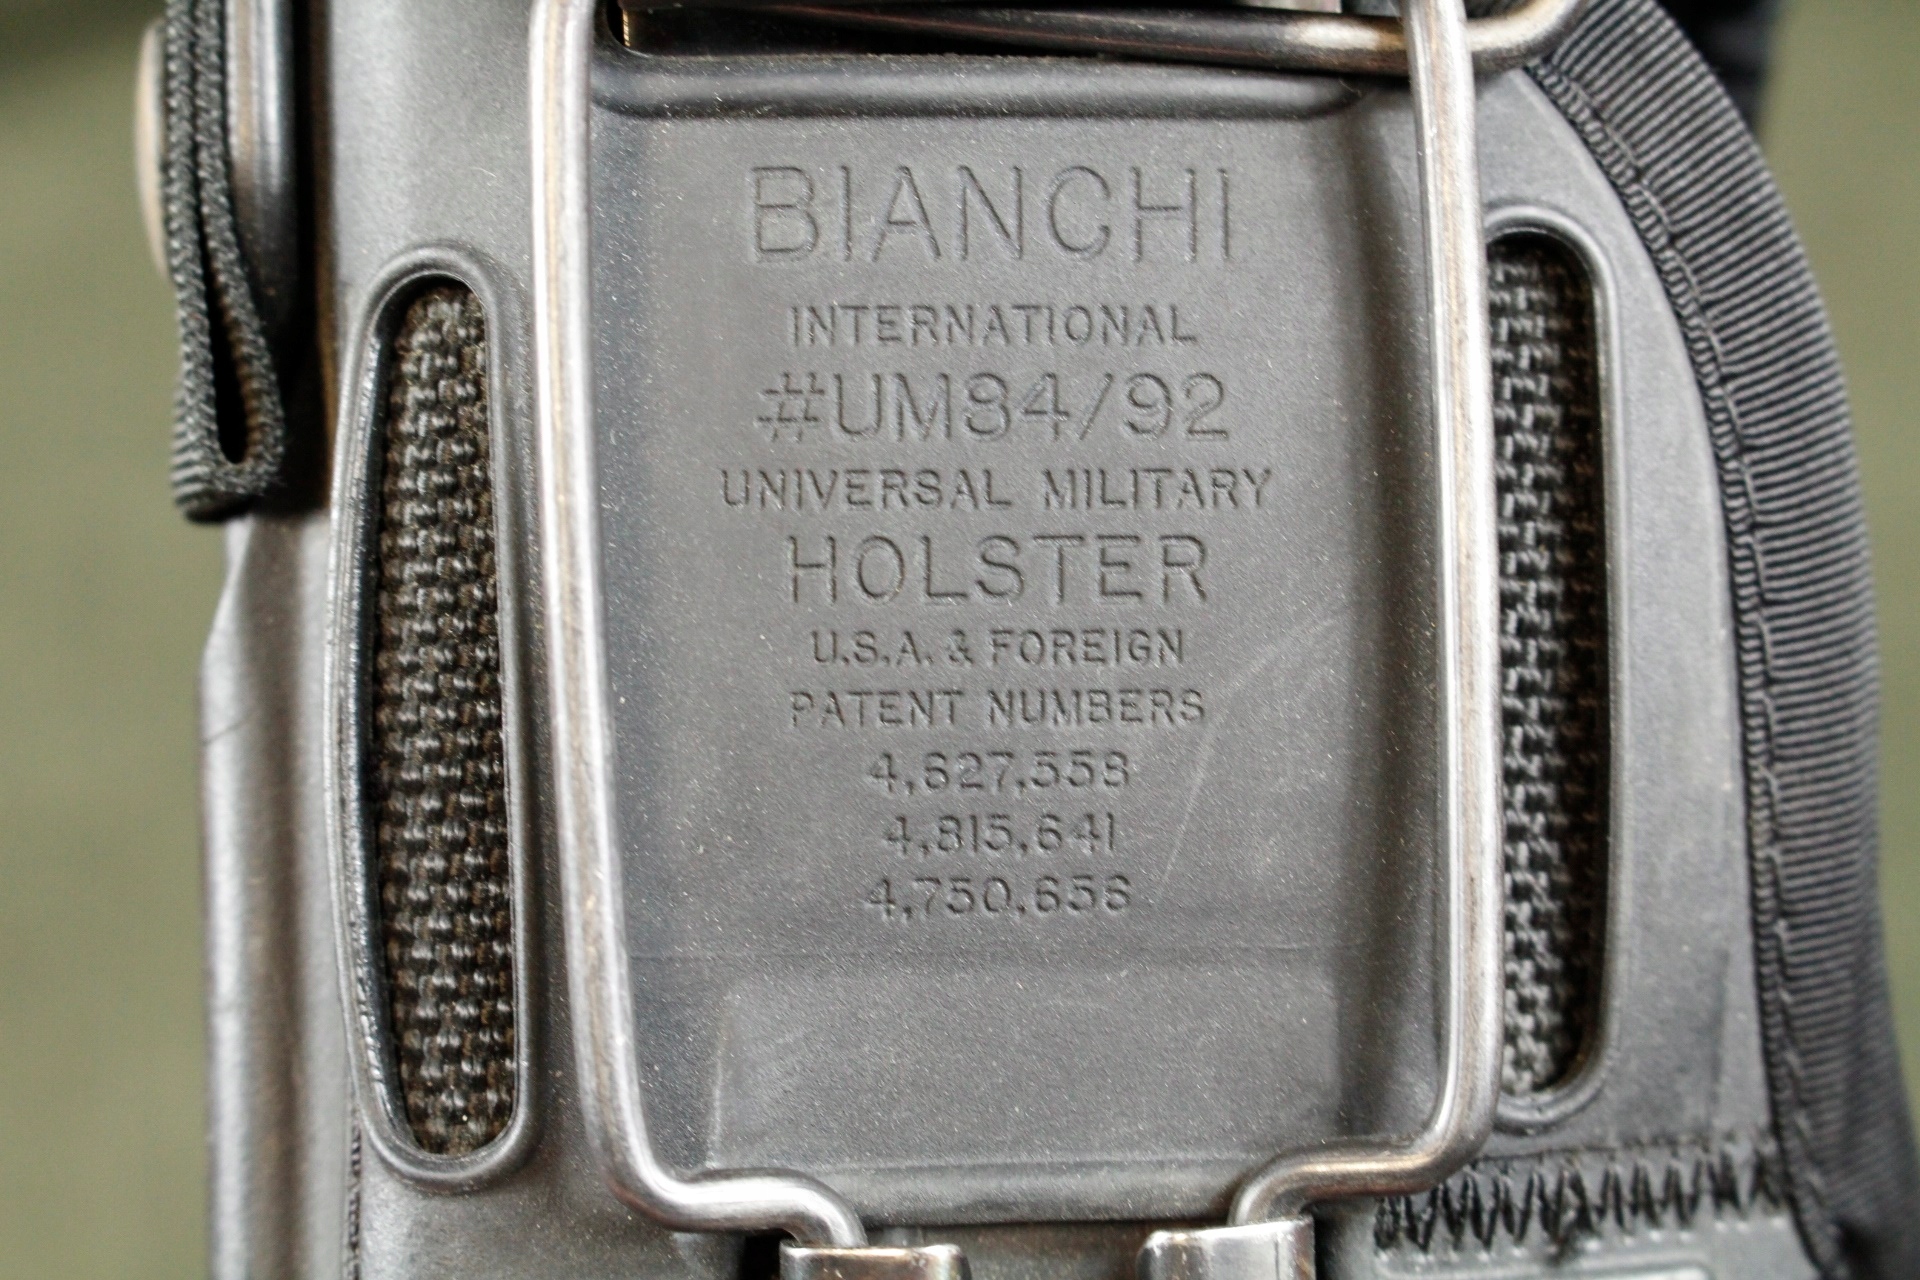 BIANCHI
INTERNATIONAL
#UM84/92
UNIVERSAL MILITARY
HOLSTER
U.S.A. & FOREIGN
PATENT NUMBERS
4,627,558
4,815,641
4,750,656